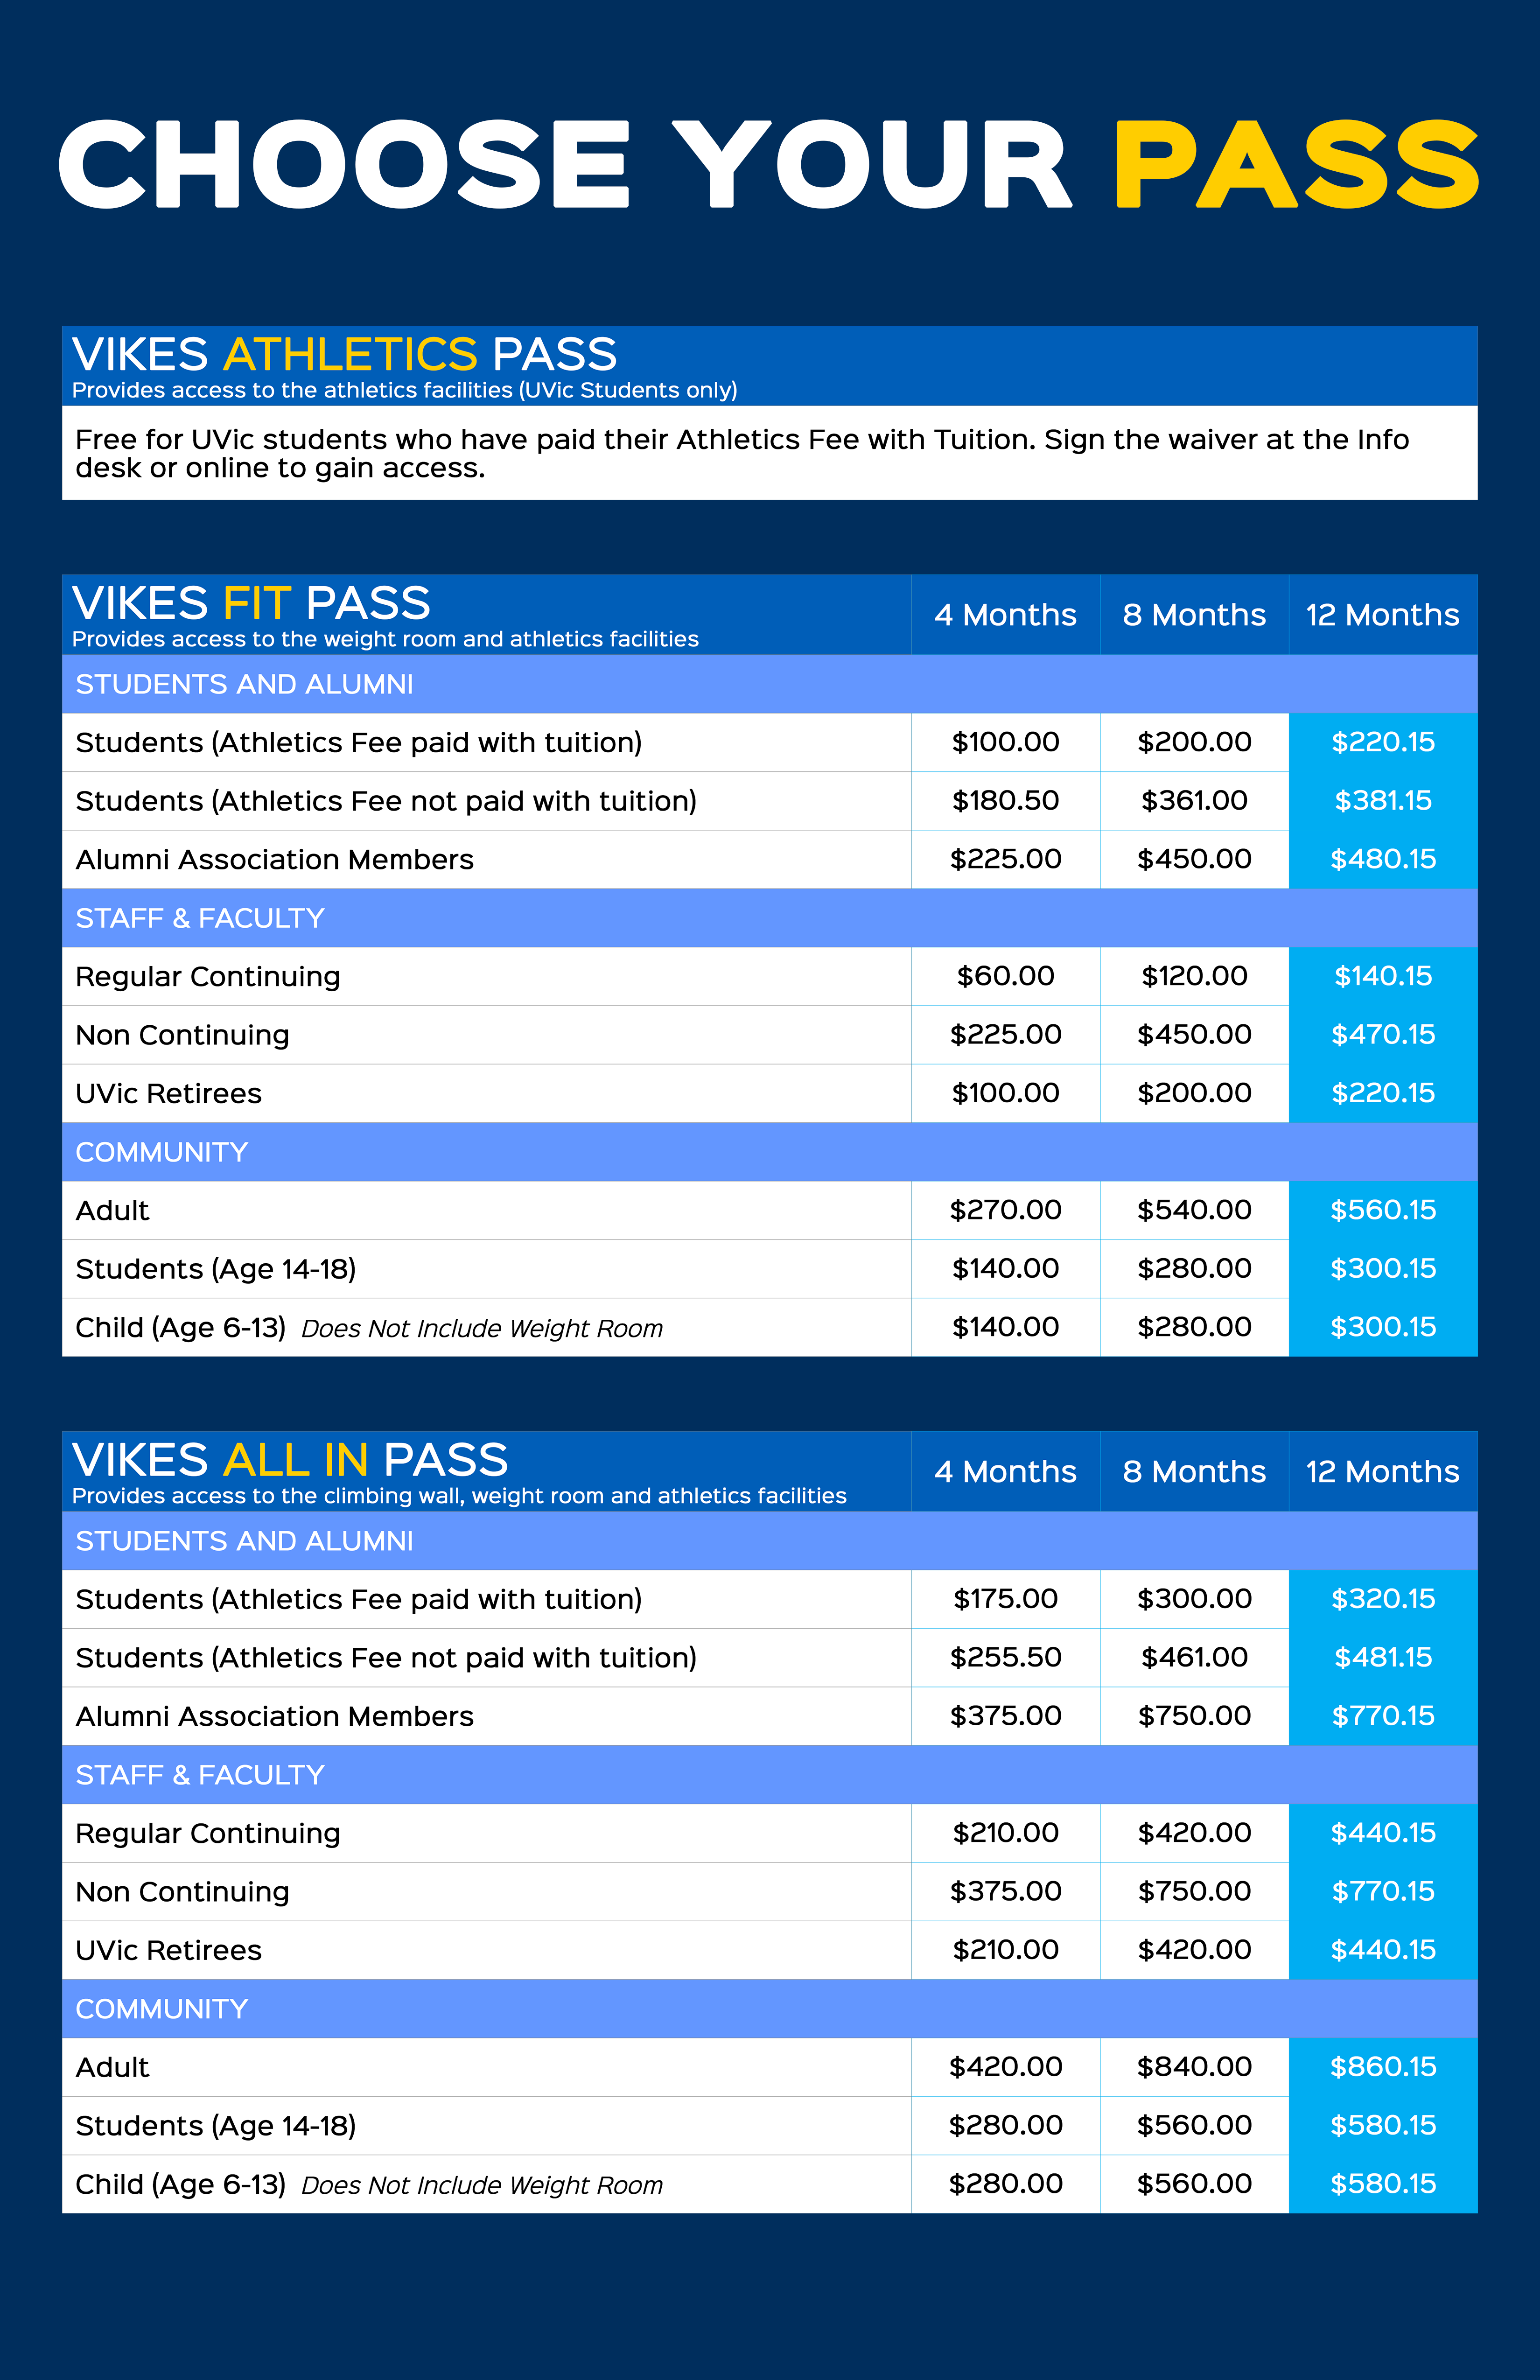 CHOOSE YOUR PASS
VIKES ATHLETICS PASS
Provides access to the athletics facilities (UVic Students only)
Free for UVic students who have paid their Athletics Fee with Tuition. Sign the waiver at the Info
desk or online to gain access.
VIKES FIT PASS 4 Months 8 Months 12 Months
Provides access to the weight room and athletics facilities
STUDENTS AND ALUMNI
Students (Athletics Fee paid with tuition) $100.00 $200.00 $220.15
Students (Athletics Fee not paid with tuition) $180.50 $361.00 $381.15
Alumni Association Members $225.00 $450.00 $480.15
STAFF & FACULTY
Regular Continuing $60.00 $120.00 $140.15
Non Continuing $225.00 $450.00 $470.15
UVic Retirees $100.00 $200.00 $220.15
COMMUNITY
Adult $270.00 $540.00 $560.15
Students (Age 14-18) $140.00 $280.00 $300.15
Child (Age 6-13) Does Not Include Weight Room $140.00 $280.00 $300.15
VIKES ALL IN PASS 4 Months 8 Months 12 Months
Provides access to the climbing wall, weight room and athletics facilities
STUDENTS AND ALUMNI
Students (Athletics Fee paid with tuition) $175.00 $300.00 $320.15
Students (Athletics Fee not paid with tuition) $255.50 $461.00 $481.15
Alumni Association Members $375.00 $750.00 $770.15
STAFF & FACULTY
Regular Continuing $210.00 $420.00 $440.15
Non Continuing $375.00 $750.00 $770.15
UVic Retirees $210.00 $420.00 $440.15
COMMUNITY
Adult $420.00 $840.00 $860.15
Students (Age 14-18) $280.00 $560.00 $580.15
Child (Age 6-13) Does Not Include Weight Room $280.00 $560.00 $580.15